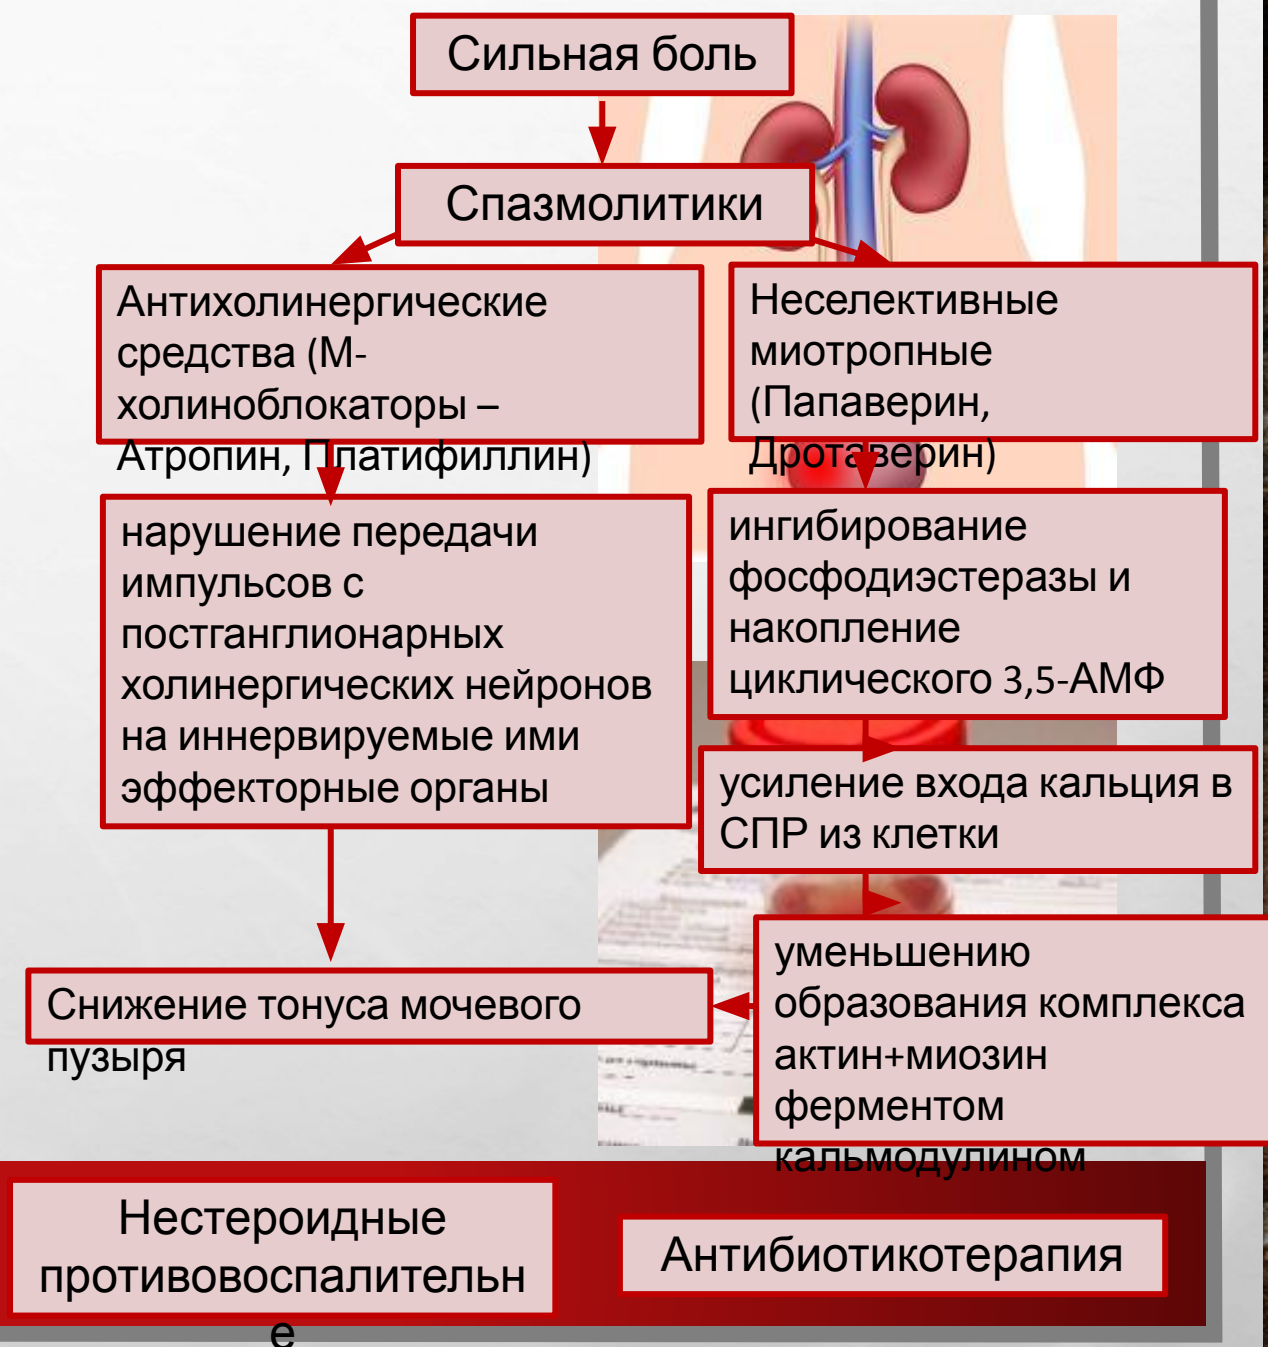 Сильная боль
Спазмолитики
Антихолинергические
средства (М-
холиноблокаторы –
Атропин, Платифиллин)
Неселективные
миотропные
(Папаверин,
Дротаверин)
нарушение передачи
импульсов с
постганглионарных
холинергических нейронов
на иннервируемые ими
эффекторные органы
ингибирование
фосфодиэстеразы и
накопление
циклического 3,5-АМФ
усиление входа кальция в
СПР из клетки
уменьшению
образования комплекса
актин+миозин
ферментом
кальмодулином
Снижение тонуса мочевого
пузыря
Нестероидные
противовоспалительн
е
Антибиотикотерапия